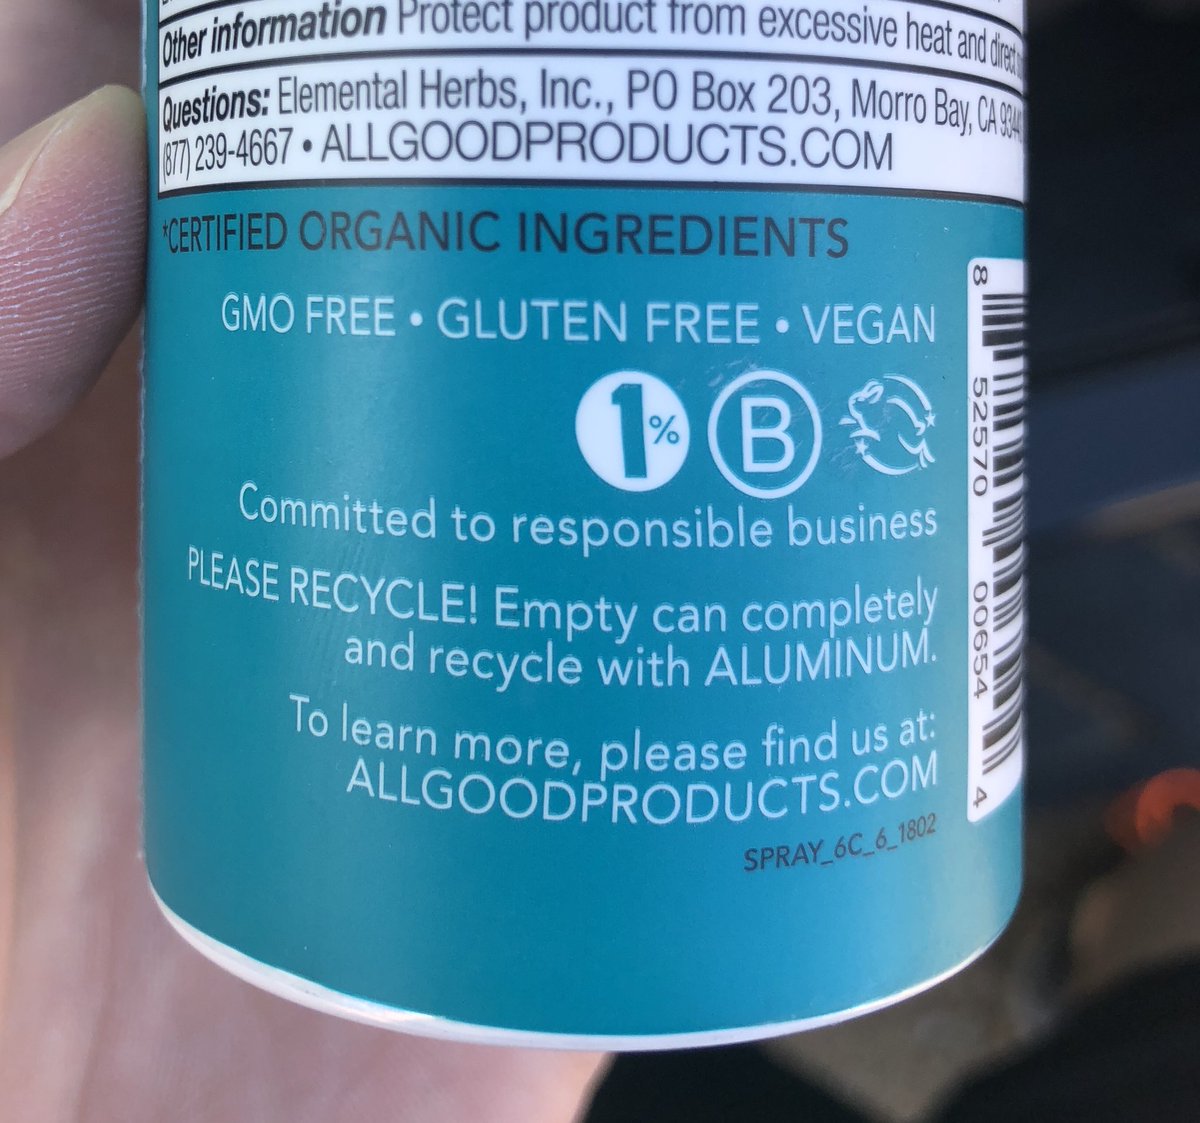 Other information Protect product from excessive heat and direct
Questions: Elemental Herbs, Inc., PO Box 203, Morro Bay, CA
(877) 239-4667 • ALLGOODPRODUCTS.COM
*CERTIFIED ORGANIC INGREDIENTS
GMO FREE • GLUTEN FREE • VEGAN
1% B
Committed to responsible business
PLEASE RECYCLE! Empty can completely
and recycle with ALUMINUM.
To learn more, please find us at:
ALLGOODPRODUCTS.COM
SPRAY_6C_6_1802
8 52570 00654 4